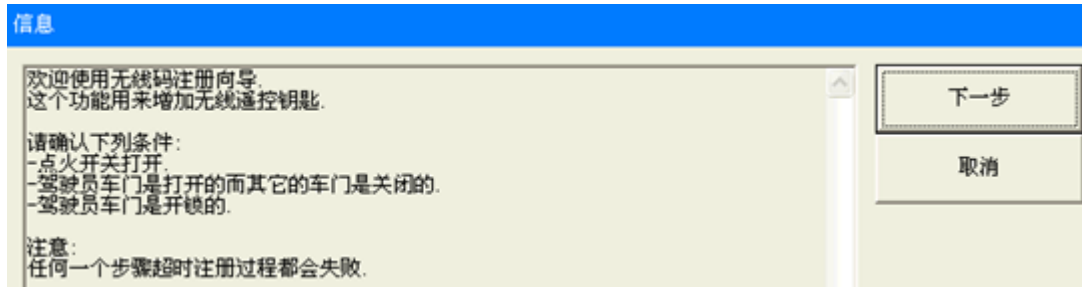 信息
欢迎使用无线码注册向导.
这个功能用来增加无线遥控钥匙.
请确认下列条件:
-点火开关打开.
-驾驶员车门是打开的而其它的车门是关闭的.
-驾驶员车门是开锁的.
注意:
任何一个步骤超时注册过程都会失败.
下一步
取消